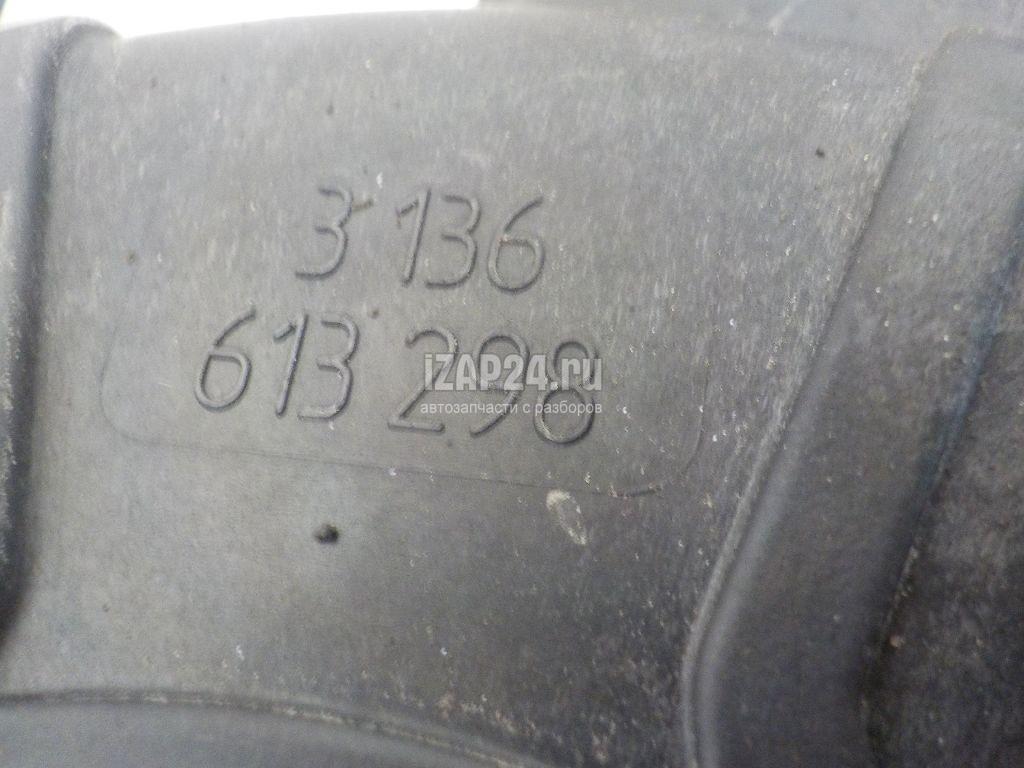 3 136
613 298
iZAP24.ru
автозапчасти с разборов